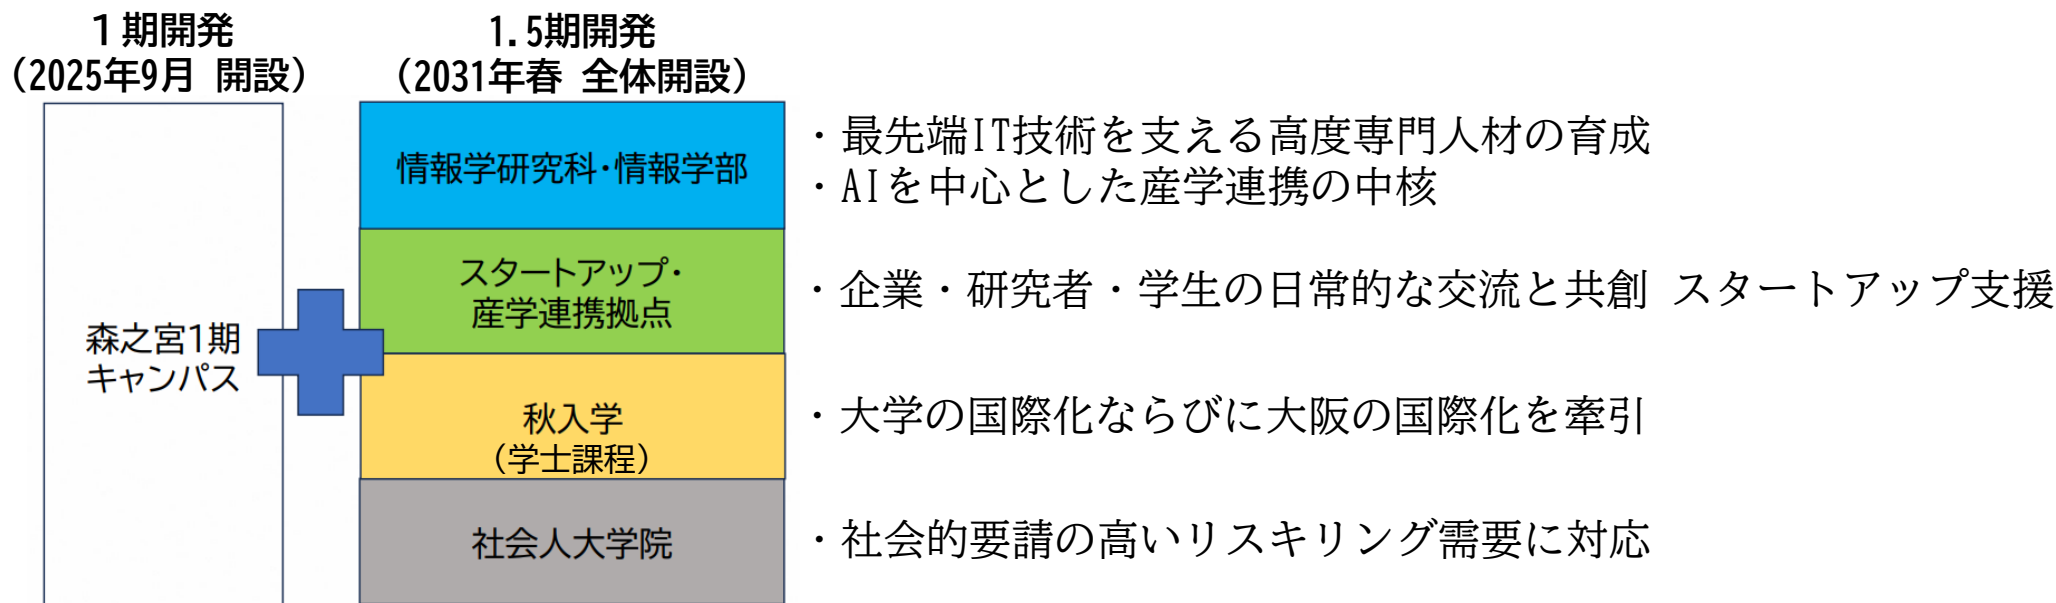 １期開発
（2025年9月 開設）
1.5期開発
（2031年春 全体開設）
森之宮1期
キャンパス
情報学研究科・情報学部
・最先端IT技術を支える高度専門人材の育成
・AIを中心とした産学連携の中核
スタートアップ・
産学連携拠点
・企業・研究者・学生の日常的な交流と共創 スタートアップ支援
秋入学
（学士課程）
・大学の国際化ならびに大阪の国際化を牽引
社会人大学院
・社会的要請の高いリスキリング需要に対応